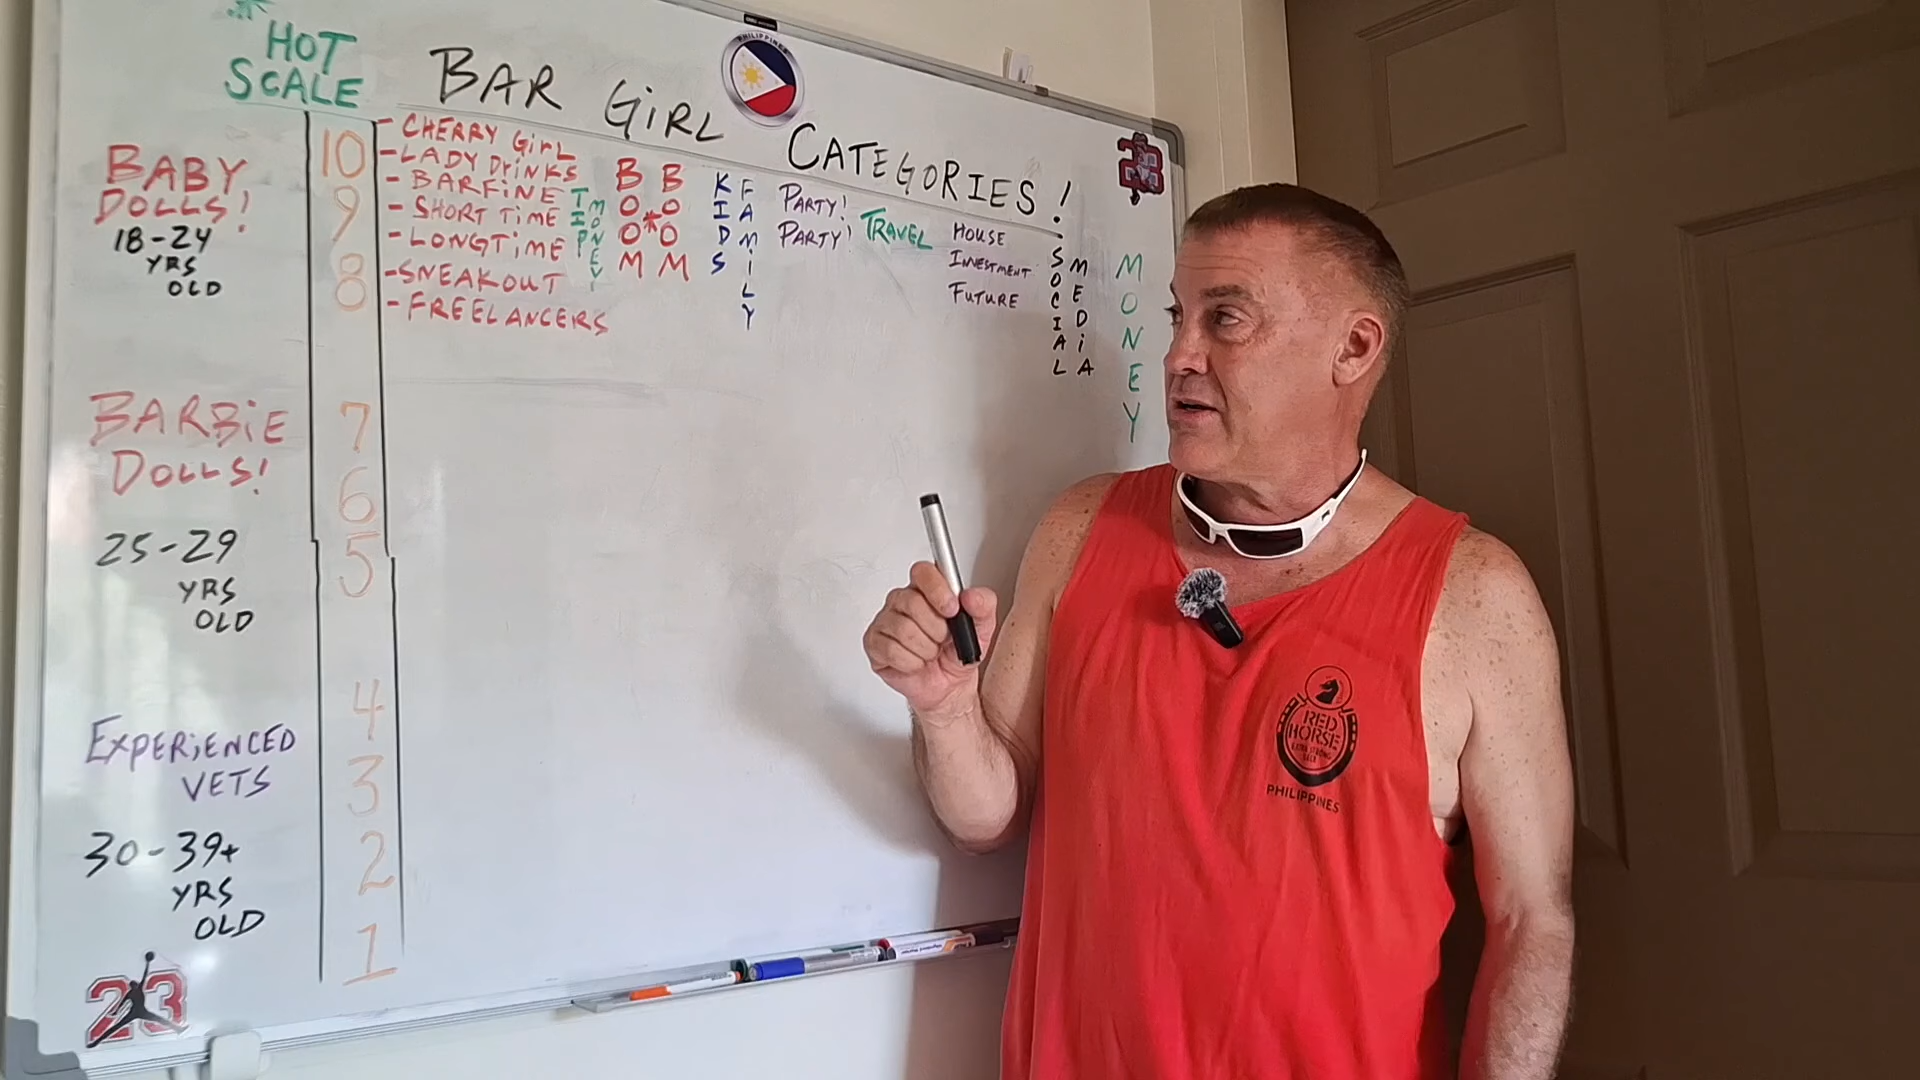 HOT
SCALE
BAR GiRL CATEGORIES!
PHILIPPINES
BABY
DOLLS!
18-24
YRS
OLD
BARBiE
DOLLS!
25-29
YRS
OLD
EXPERiENCED
VETS
30-39+
YRS
OLD
10
9
8
7
6
5
4
3
2
1
- CHERRY GiRL
- LADY DriNKS
- BARFiNE
- SHORT TiME
- LONGTiME
- SNEAKOUT
- FREELANCERS
TIP
MONEY
BOOM
*
BOOM
KIDS
FAMiLY
PARTY!
PARTY!
TRAVEL
HOUSE
INVESTMENT
FUTURE
SOCIAL
MEDiA
MONEY
23
23
RED
HORSE
EXTRA STRONG
BEER
PHILIPPINES